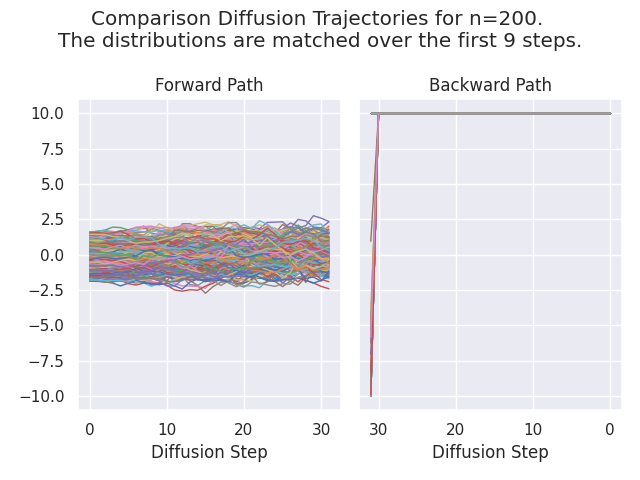 Comparison Diffusion Trajectories for n=200.
The distributions are matched over the first 9 steps.
Forward Path
Backward Path
10.0
7.5
5.0
2.5
0.0
−2.5
−5.0
−7.5
−10.0
0 10 20 30
30 20 10 0
Diffusion Step
Diffusion Step